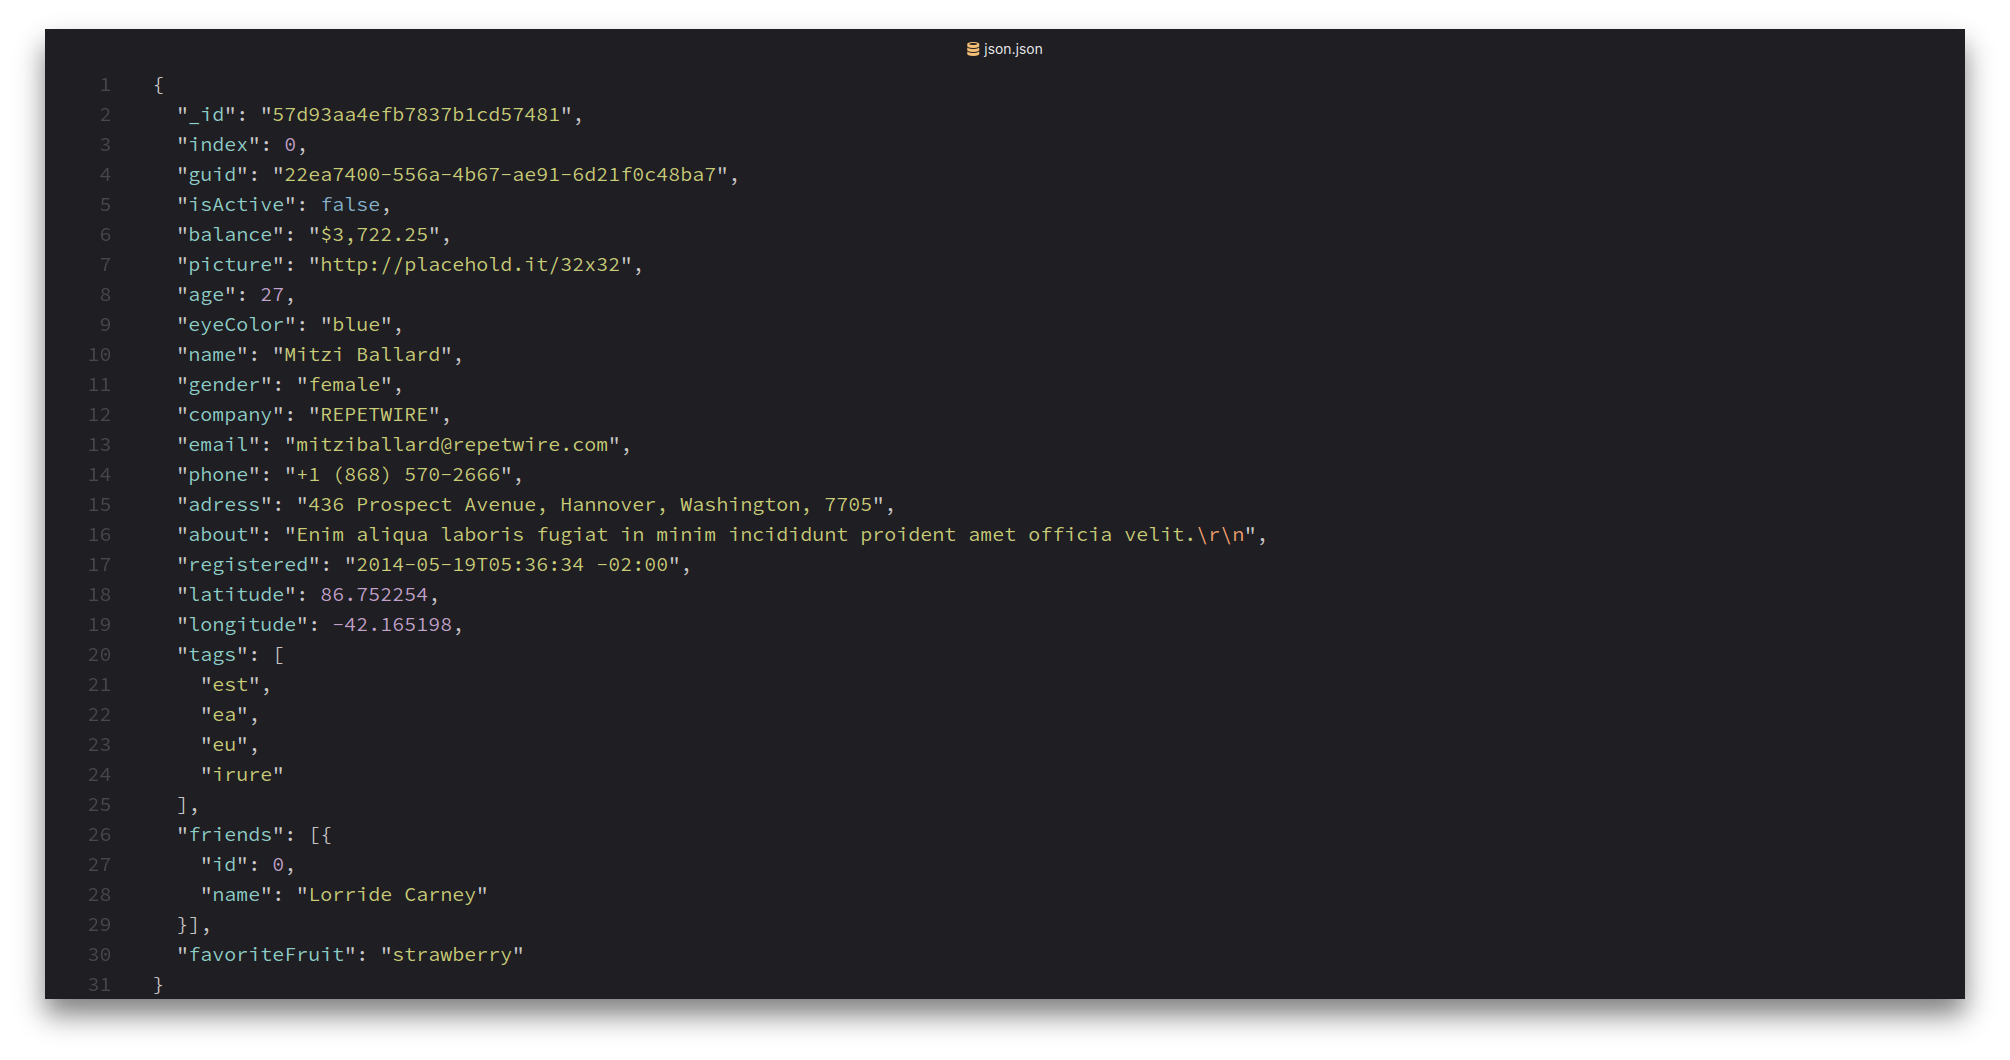 json.json
1 {
2 "_id": "57d93aa4efb7837b1cd57481",
3 "index": 0,
4 "guid": "22ea7400-556a-4b67-ae91-6d21f0c48ba7",
5 "isActive": false,
6 "balance": "$3,722.25",
7 "picture": "http://placehold.it/32x32",
8 "age": 27,
9 "eyeColor": "blue",
10 "name": "Mitzi Ballard",
11 "gender": "female",
12 "company": "REPETWIRE",
13 "email": "mitziballard@repetwire.com",
14 "phone": "+1 (868) 570-2666",
15 "adress": "436 Prospect Avenue, Hannover, Washington, 7705",
16 "about": "Enim aliqua laboris fugiat in minim incididunt proident amet officia velit.\r\n",
17 "registered": "2014-05-19T05:36:34 -02:00",
18 "latitude": 86.752254,
19 "longitude": -42.165198,
20 "tags": [
21 "est",
22 "ea",
23 "eu",
24 "irure"
25 ],
26 "friends": [{
27 "id": 0,
28 "name": "Lorride Carney"
29 }],
30 "favoriteFruit": "strawberry"
31 }